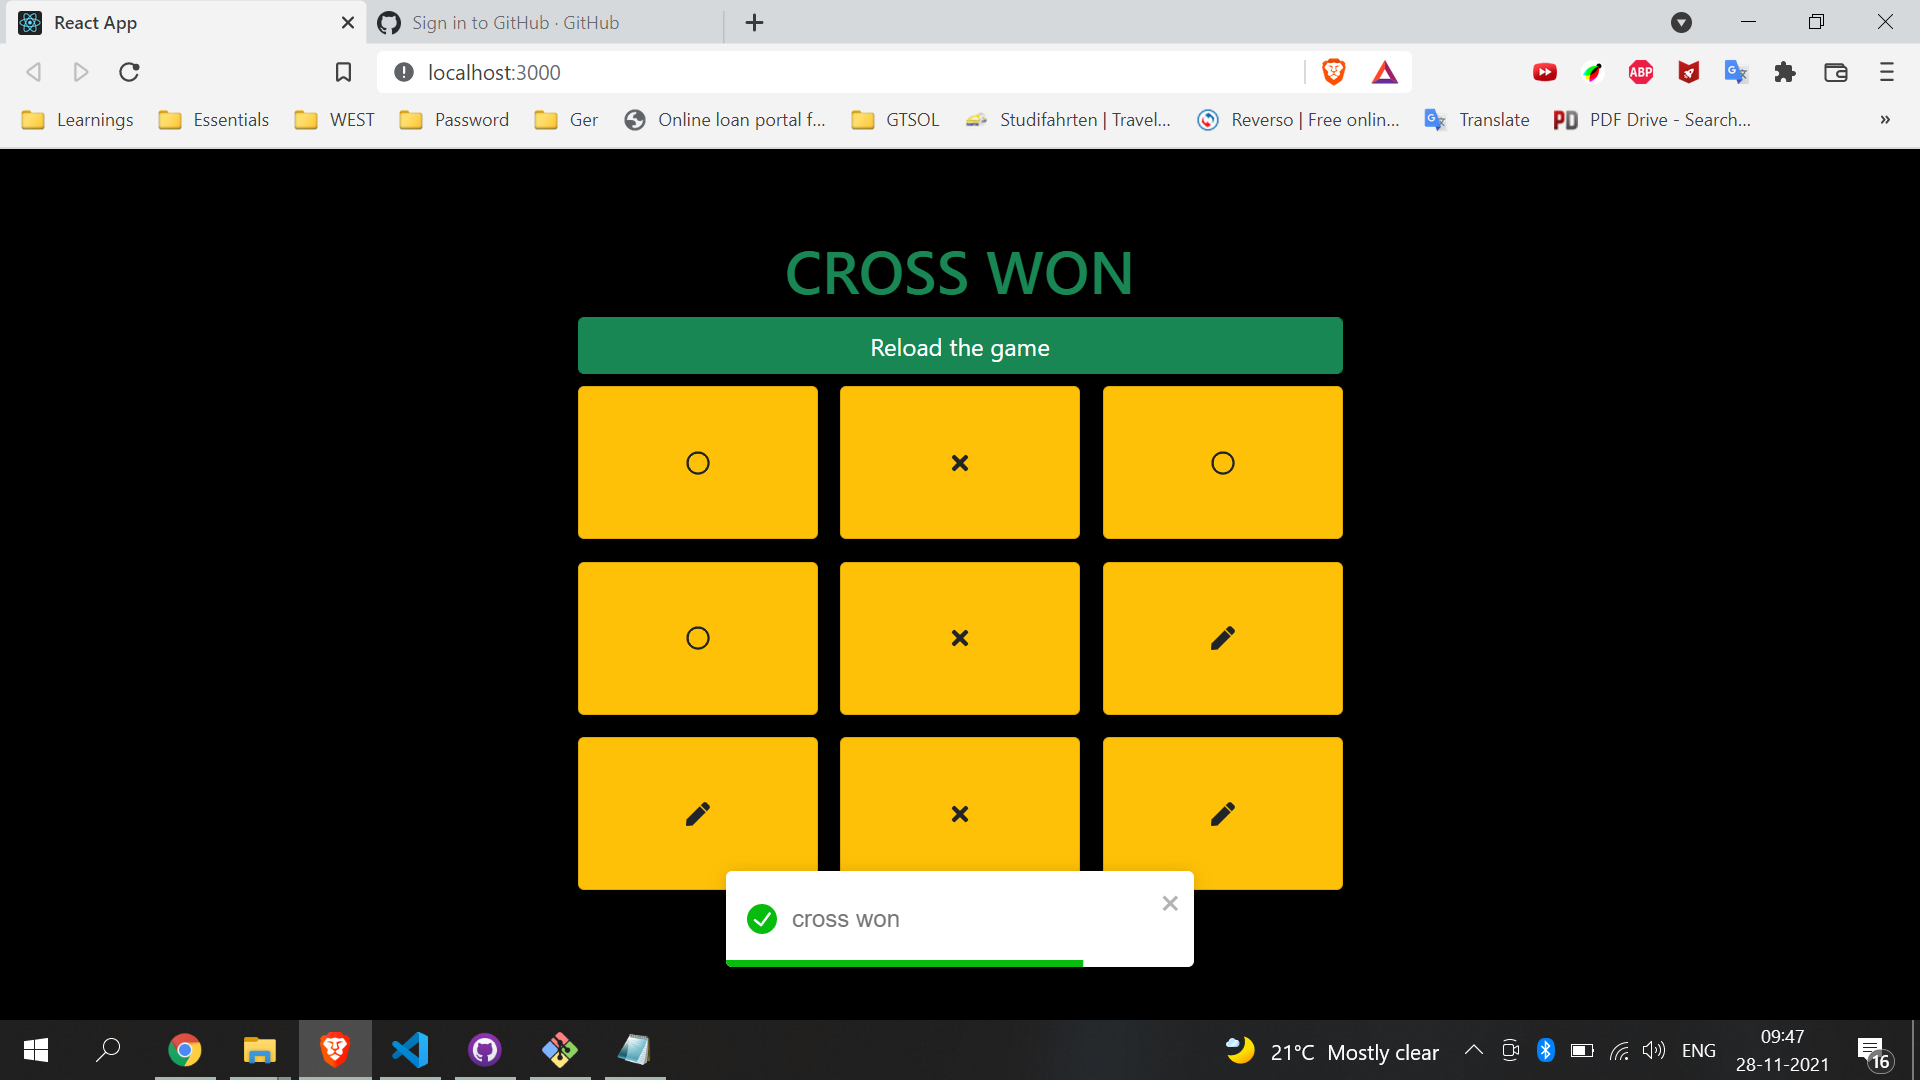 React App
Sign in to GitHub · GitHub
localhost:3000
ABP
Learnings
Essentials
WEST
Password
Ger
Online loan portal f...
GTSOL
Studifahrten | Travel...
Reverso | Free onlin...
Translate
PD
PDF Drive - Search...
»
CROSS WON
Reload the game
cross won
21°C Mostly clear
ENG
09:47
28-11-2021
16